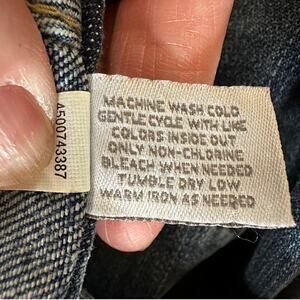 A500743387
MACHINE WASH COLD
GENTLE CYCLE WITH LIKE
COLORS INSIDE OUT
ONLY NON-CHLORINE
BLEACH WHEN NEEDED
TUMBLE DRY LOW
WARM IRON AS NEEDED